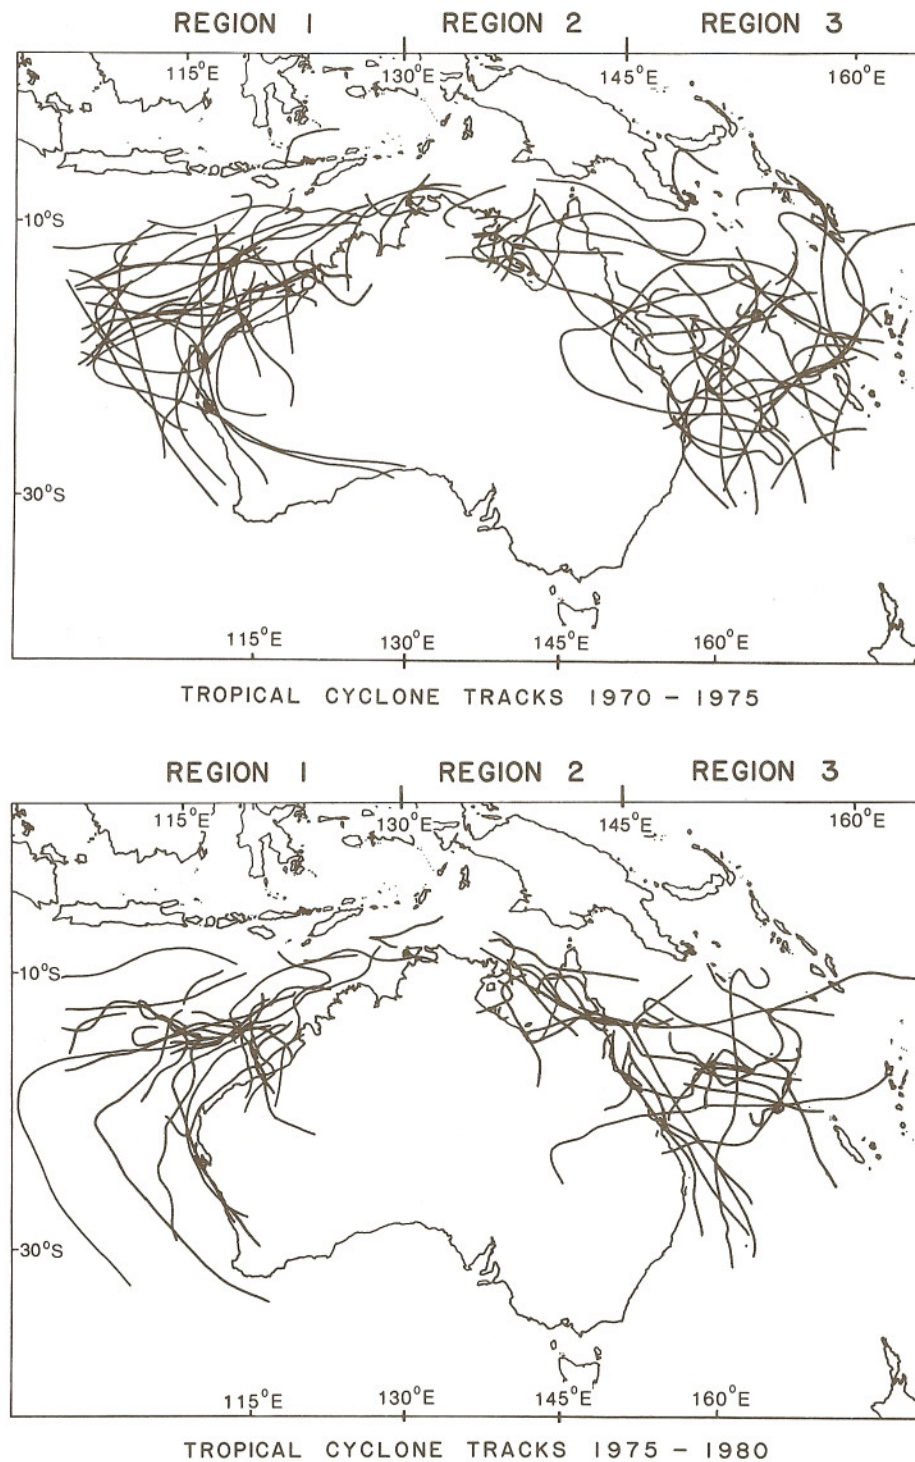 REGION 1 REGION 2 REGION 3
115°E 130°E 145°E 160°E
10°S
30°S
115°E 130°E 145°E 160°E
TROPICAL CYCLONE TRACKS 1970 - 1975
REGION 1 REGION 2 REGION 3
115°E 130°E 145°E 160°E
10°S
30°S
115°E 130°E 145°E 160°E
TROPICAL CYCLONE TRACKS 1975 - 1980